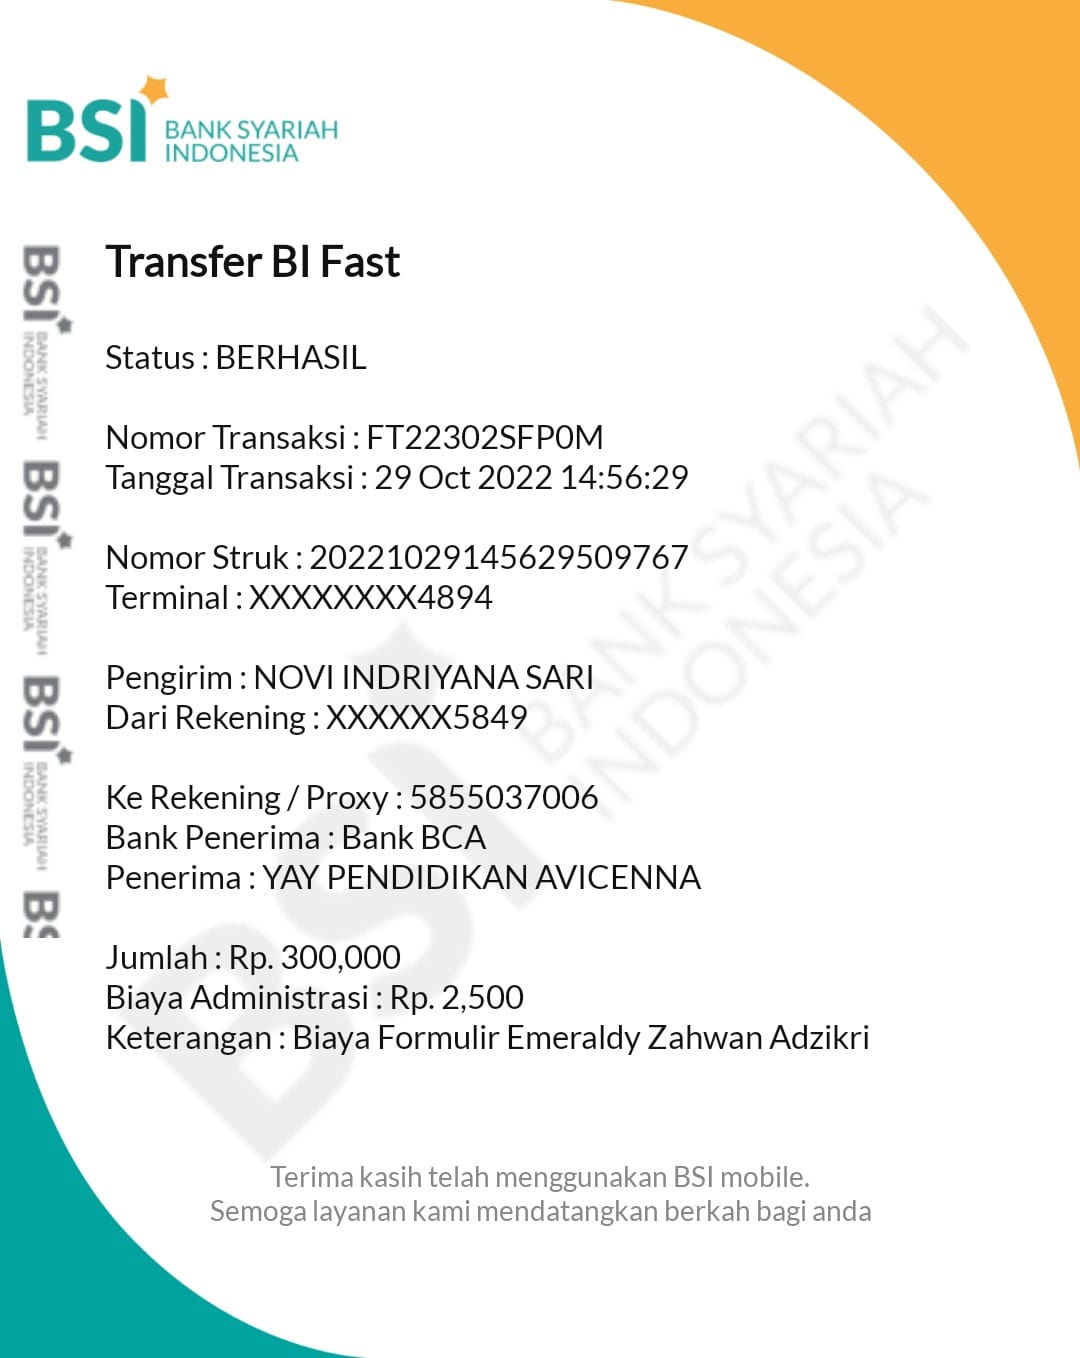 BSI BANK SYARIAH
INDONESIA
BSI BANK SYARIAH
INDONESIA
BSI BANK SYARIAH
INDONESIA
BSI BANK SYARIAH
INDONESIA
BS
Transfer BI Fast
Status : BERHASIL
Nomor Transaksi : FT22302SFP0M
Tanggal Transaksi : 29 Oct 2022 14:56:29
Nomor Struk : 20221029145629509767
Terminal : XXXXXXXX4894
Pengirim : NOVI INDRIYANA SARI
Dari Rekening : XXXXXX5849
Ke Rekening / Proxy : 5855037006
Bank Penerima : Bank BCA
Penerima : YAY PENDIDIKAN AVICENNA
Jumlah : Rp. 300,000
Biaya Administrasi : Rp. 2,500
Keterangan : Biaya Formulir Emeraldy Zahwan Adzikri
BSI BANK SYARIAH
INDONESIA
Terima kasih telah menggunakan BSI mobile.
Semoga layanan kami mendatangkan berkah bagi anda